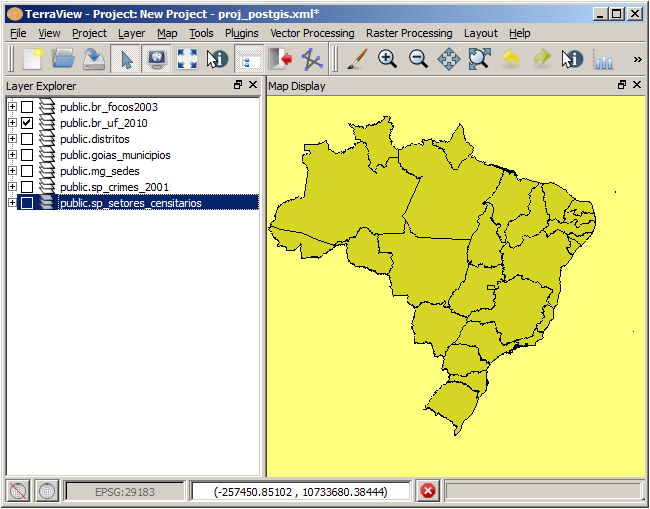 TerraView - Project: New Project - proj_postgis.xml*
File View Project Layer Map Tools Plugins Vector Processing Raster Processing Layout Help
»
Layer Explorer
Map Display
public.br_focos2003
public.br_uf_2010
public.distritos
public.goias_municipios
public.mg_sedes
public.sp_crimes_2001
public.sp_setores_censitarios
EPSG:29183
(-257450.85102 , 10733680.38444)